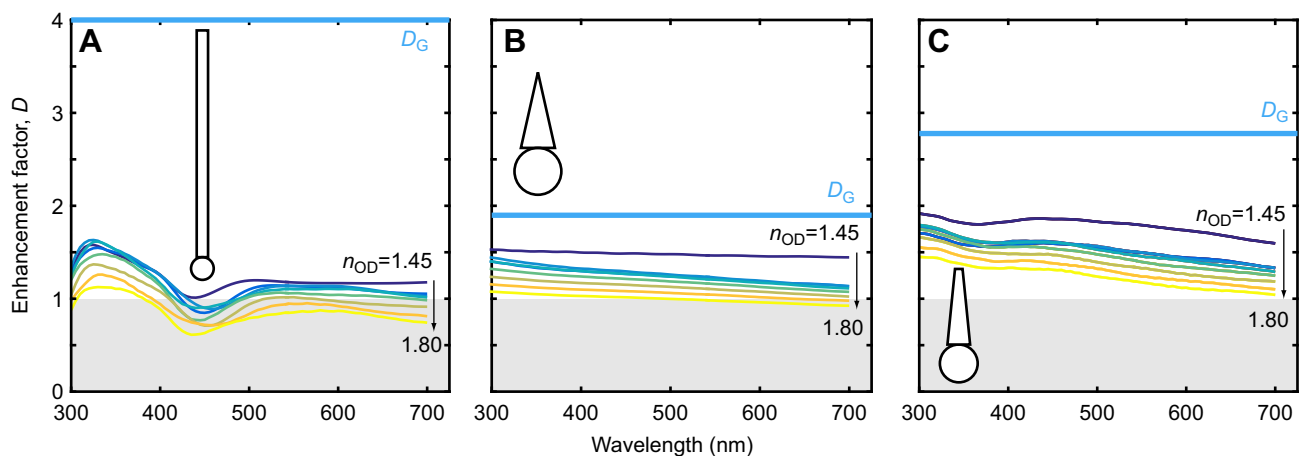 A
B
C
D_G
D_G
D_G
n_OD=1.45
1.80
n_OD=1.45
1.80
n_OD=1.45
1.80
Enhancement factor, D
4
3
2
1
0
300 400 500 600 700
300 400 500 600 700
300 400 500 600 700
Wavelength (nm)